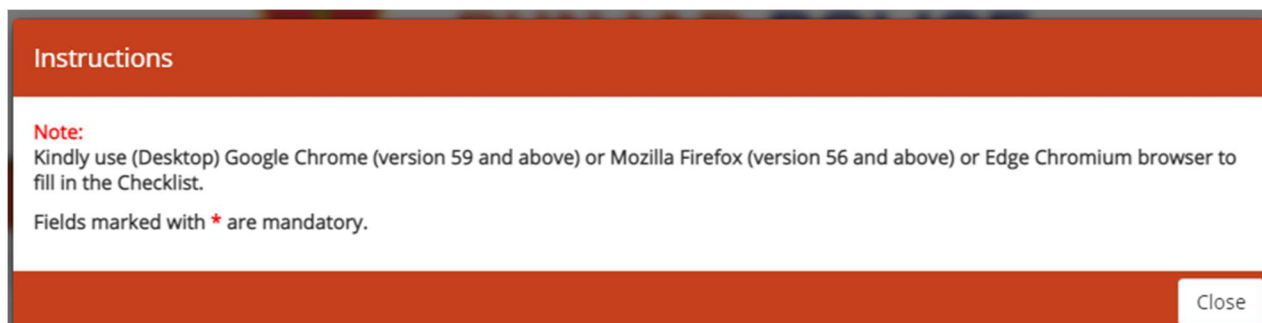 Instructions
Note:
Kindly use (Desktop) Google Chrome (version 59 and above) or Mozilla Firefox (version 56 and above) or Edge Chromium browser to
fill in the Checklist.
Fields marked with * are mandatory.
Close